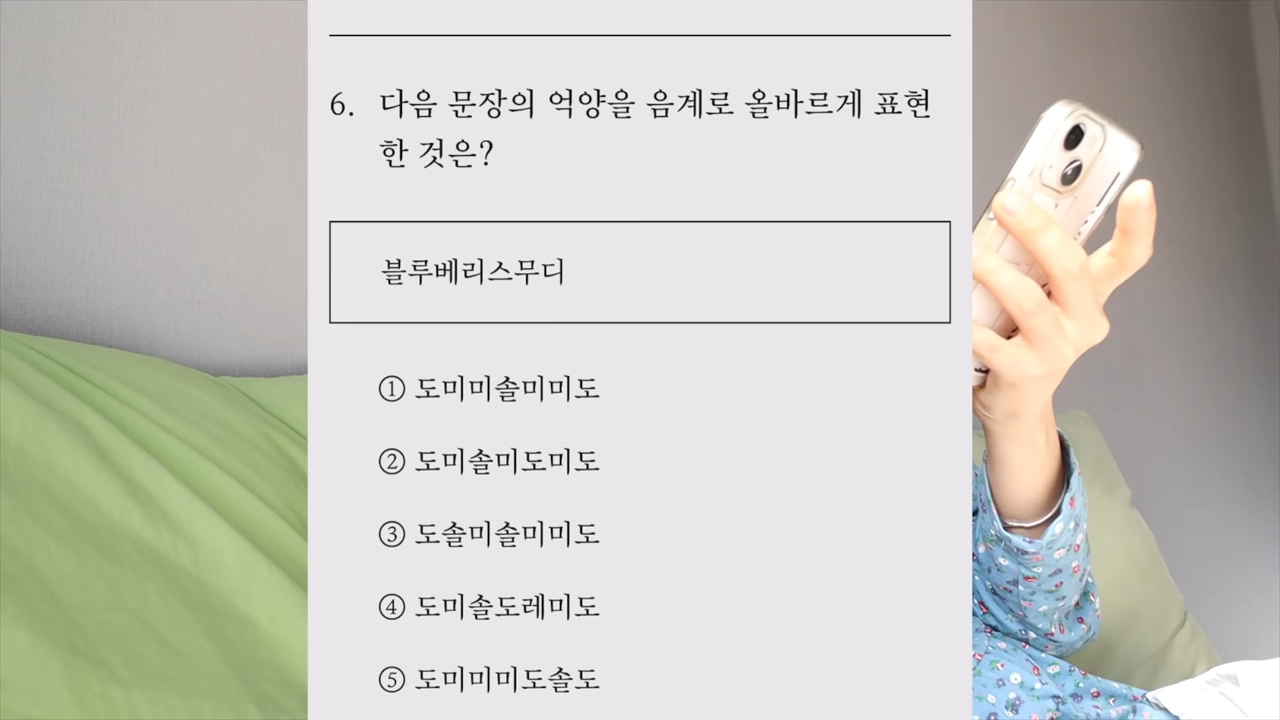 6. 다음 문장의 억양을 음계로 올바르게 표현
한 것은?
블루베리스무디
① 도미미솔미미도
② 도미솔미도미도
③ 도솔미솔미미도
④ 도미솔도레미도
⑤ 도미미미도솔도